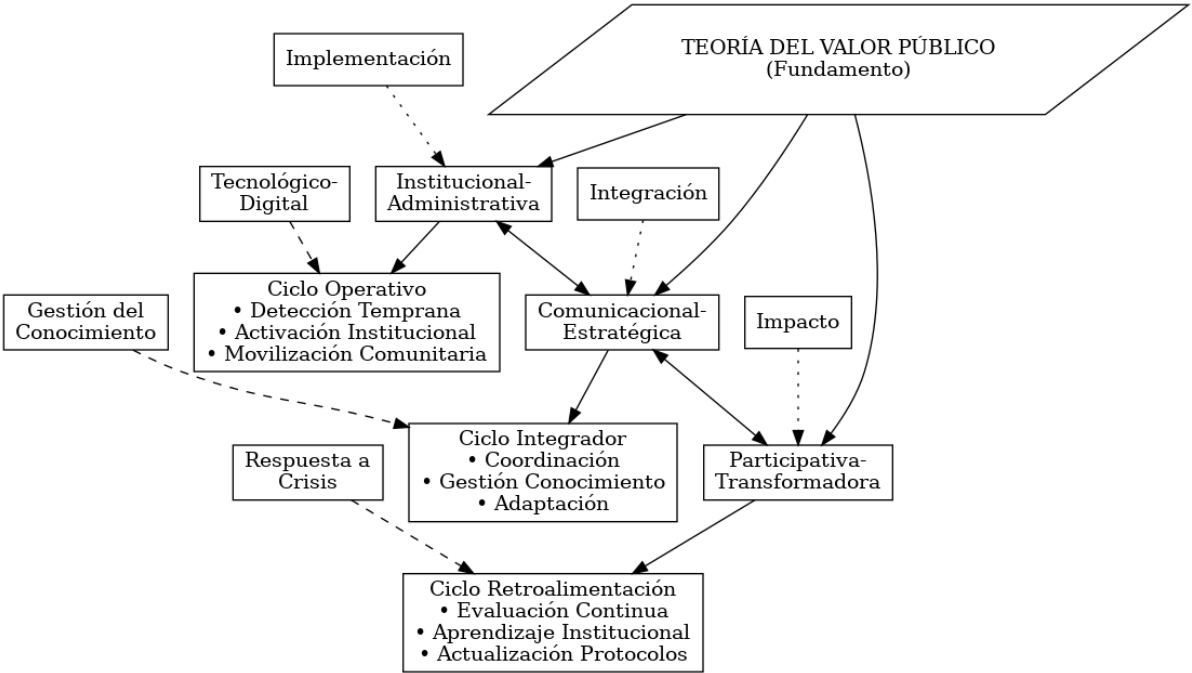 TEORÍA DEL VALOR PÚBLICO
(Fundamento)
Implementación
Tecnológico-
Digital
Institucional-
Administrativa
Integración
Ciclo Operativo
• Detección Temprana
• Activación Institucional
• Movilización Comunitaria
Gestión del
Conocimiento
Comunicacional-
Estratégica
Impacto
Ciclo Integrador
• Coordinación
• Gestión Conocimiento
• Adaptación
Respuesta a
Crisis
Participativa-
Transformadora
Ciclo Retroalimentación
• Evaluación Continua
• Aprendizaje Institucional
• Actualización Protocolos